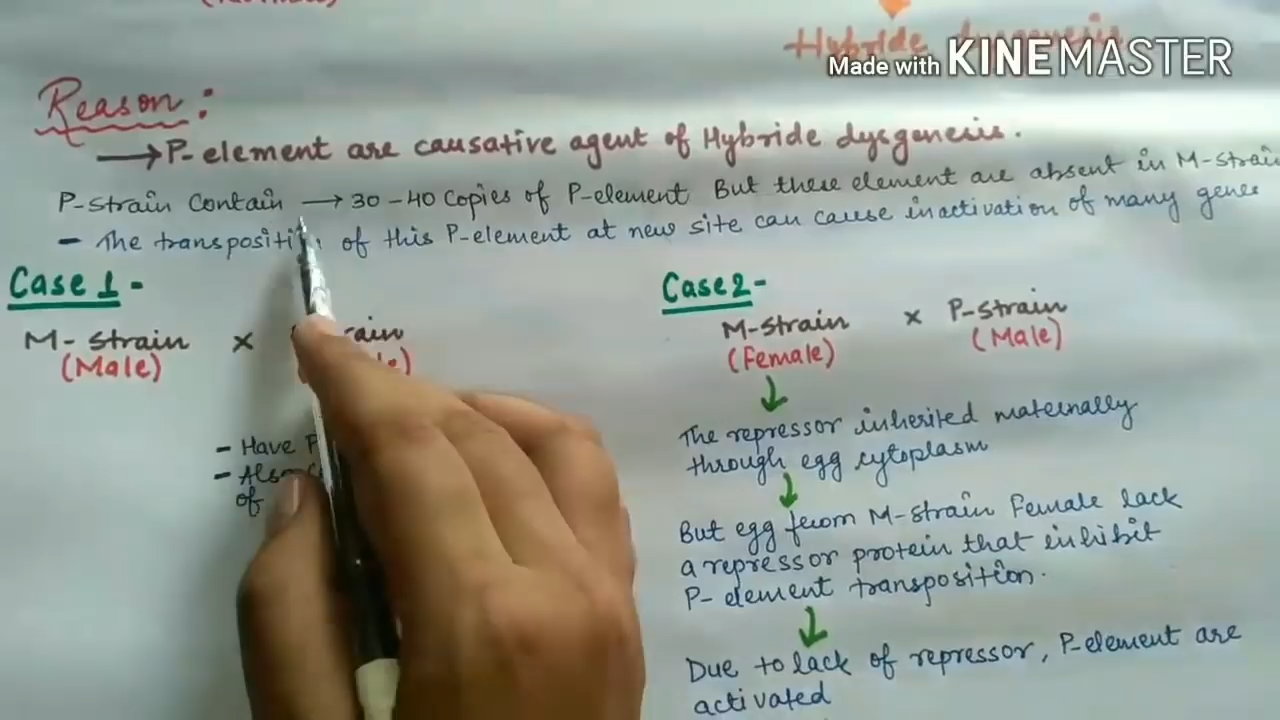 Hybride dysgenesis
Made with KINEMASTER
Reason:
→ P-element are causative agent of Hybride dysgenesis.
P-strain contain → 30-40 Copies of P-element But these element are absent in M-strain
- The transposition of this P-element at new site can cause inactivation of many genes
Case 1 -
M-strain x
(Male)
- Have P
- Also
of
Case 2 -
M-strain x P-strain
(Female) (Male)
The repressor inherited maternally
through egg cytoplasm
But egg from M-strain Female lack
a repressor protein that inhibit
P-element transposition.
Due to lack of repressor, P-element are
activated